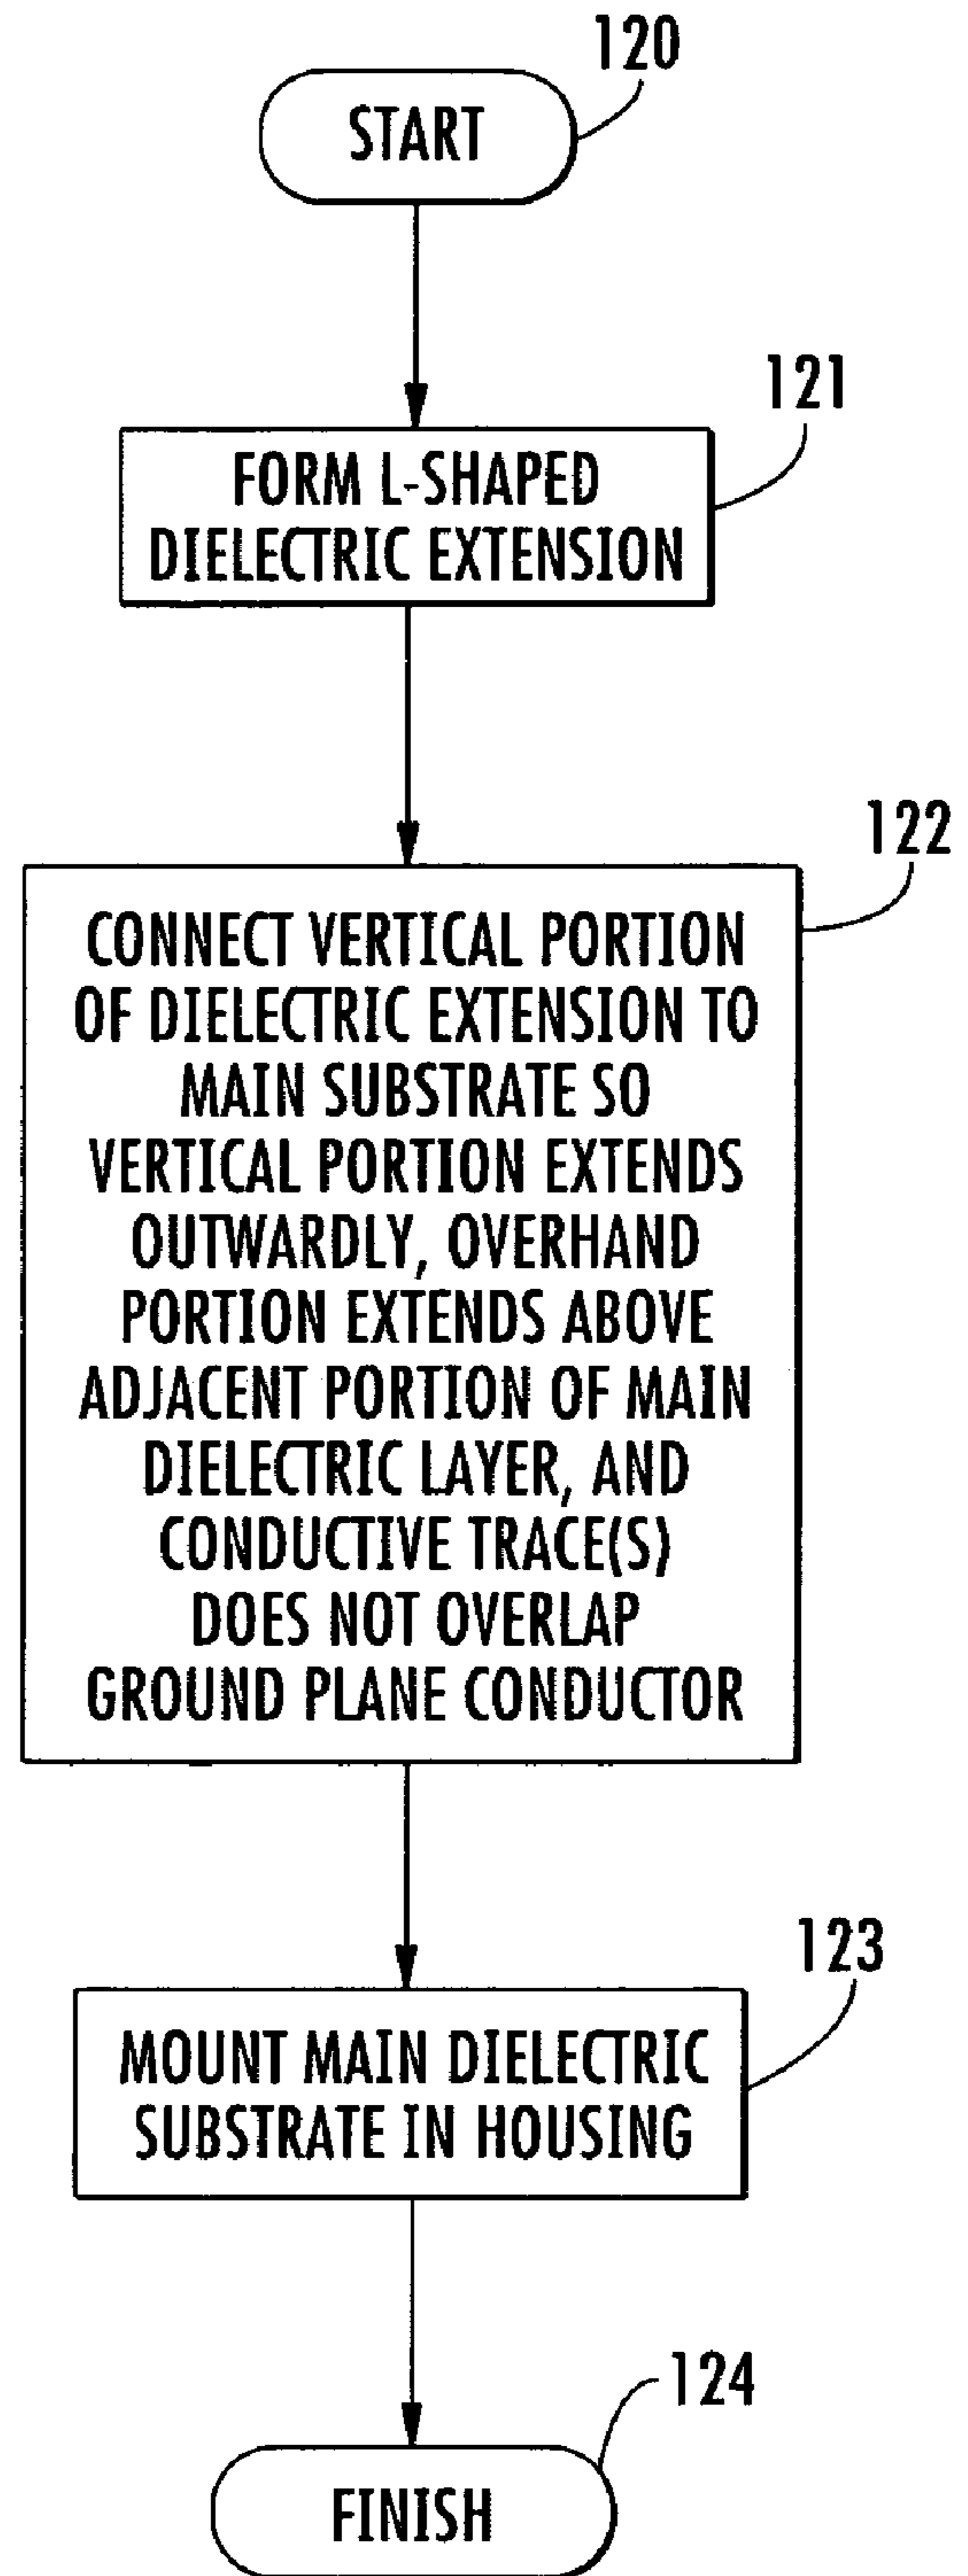 120
START
121
FORM L-SHAPED
DIELECTRIC EXTENSION
122
CONNECT VERTICAL PORTION
OF DIELECTRIC EXTENSION TO
MAIN SUBSTRATE SO
VERTICAL PORTION EXTENDS
OUTWARDLY, OVERHAND
PORTION EXTENDS ABOVE
ADJACENT PORTION OF MAIN
DIELECTRIC LAYER, AND
CONDUCTIVE TRACE(S)
DOES NOT OVERLAP
GROUND PLANE CONDUCTOR
123
MOUNT MAIN DIELECTRIC
SUBSTRATE IN HOUSING
124
FINISH